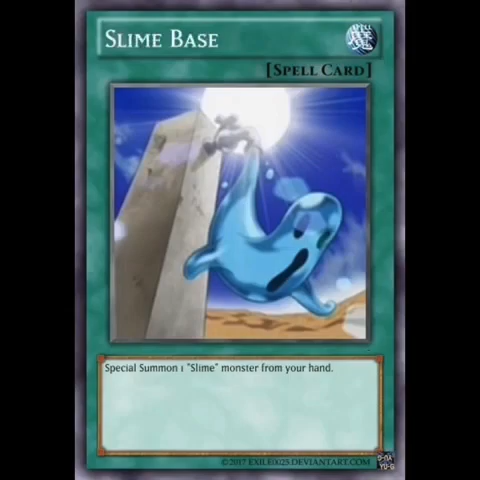 Slime Base
[Spell Card]
Special Summon 1 "Slime" monster from your hand.
©2017 EXILE0025.DEVIANTART.COM